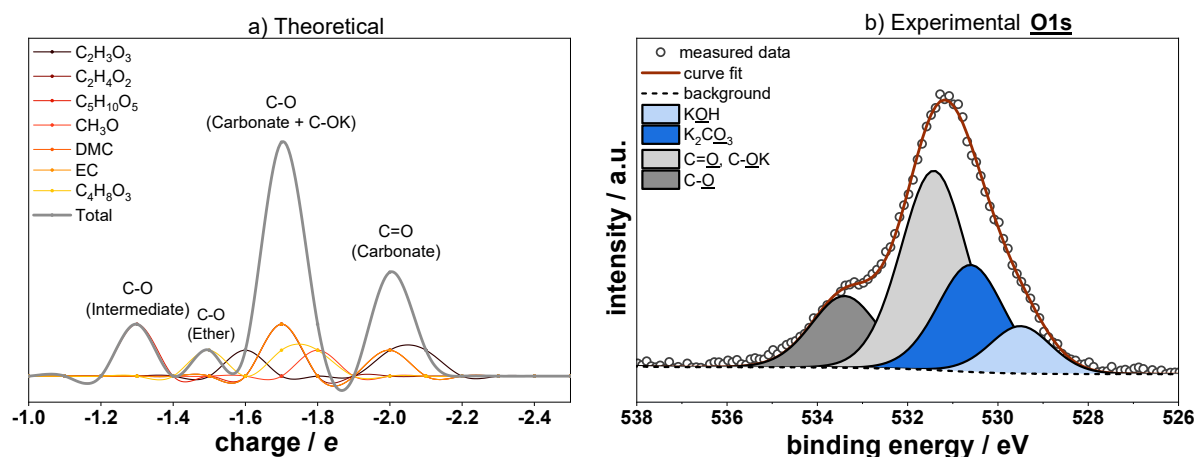 a) Theoretical
C₂H₃O₃
C₂H₄O₂
C₅H₁₀O₅
CH₃O
DMC
EC
C₄H₈O₃
Total
C-O
(Intermediate)
C-O
(Ether)
C-O
(Carbonate + C-OK)
C=O
(Carbonate)
-1.0 -1.2 -1.4 -1.6 -1.8 -2.0 -2.2 -2.4
charge / e
b) Experimental O1s
measured data
curve fit
background
KOH
K₂CO₃
C=O, C-OK
C-O
intensity / a.u.
538 536 534 532 530 528 526
binding energy / eV